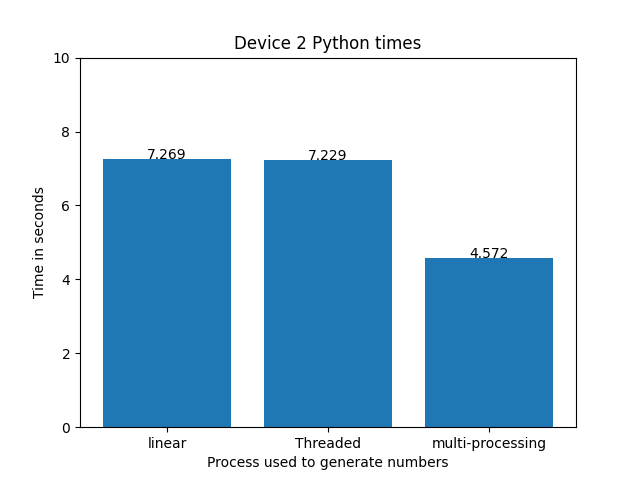 Device 2 Python times
10
8
6
4
2
0
Time in seconds
7.269
7.229
4.572
linear
Threaded
multi-processing
Process used to generate numbers